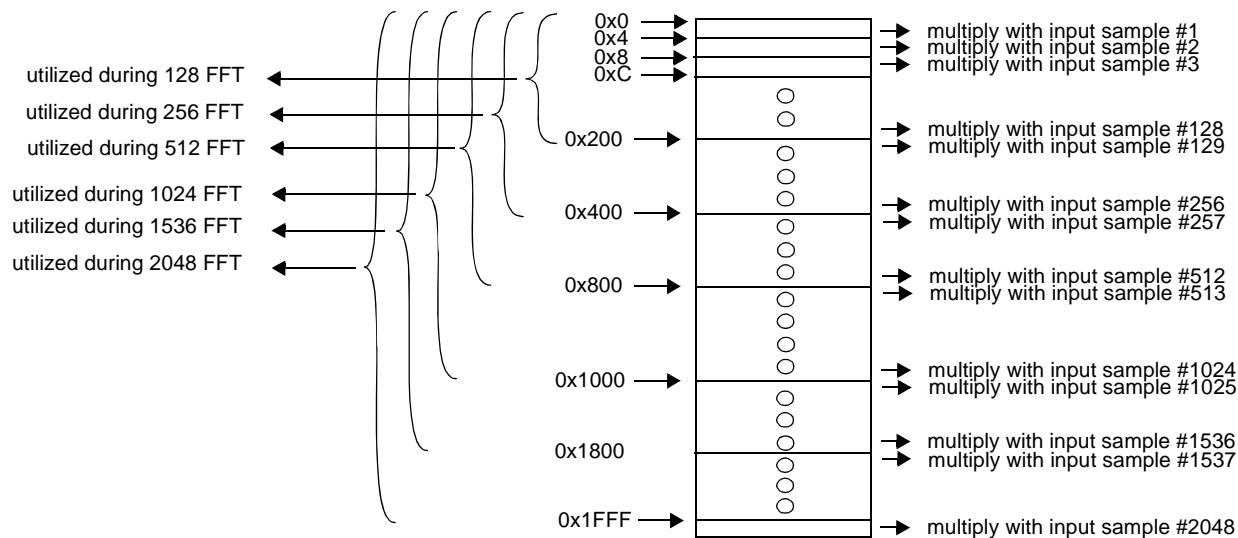 utilized during 128 FFT
utilized during 256 FFT
utilized during 512 FFT
utilized during 1024 FFT
utilized during 1536 FFT
utilized during 2048 FFT
0x0
0x4
0x8
0xC
0x200
0x400
0x800
0x1000
0x1800
0x1FFF
multiply with input sample #1
multiply with input sample #2
multiply with input sample #3
multiply with input sample #128
multiply with input sample #129
multiply with input sample #256
multiply with input sample #257
multiply with input sample #512
multiply with input sample #513
multiply with input sample #1024
multiply with input sample #1025
multiply with input sample #1536
multiply with input sample #1537
multiply with input sample #2048